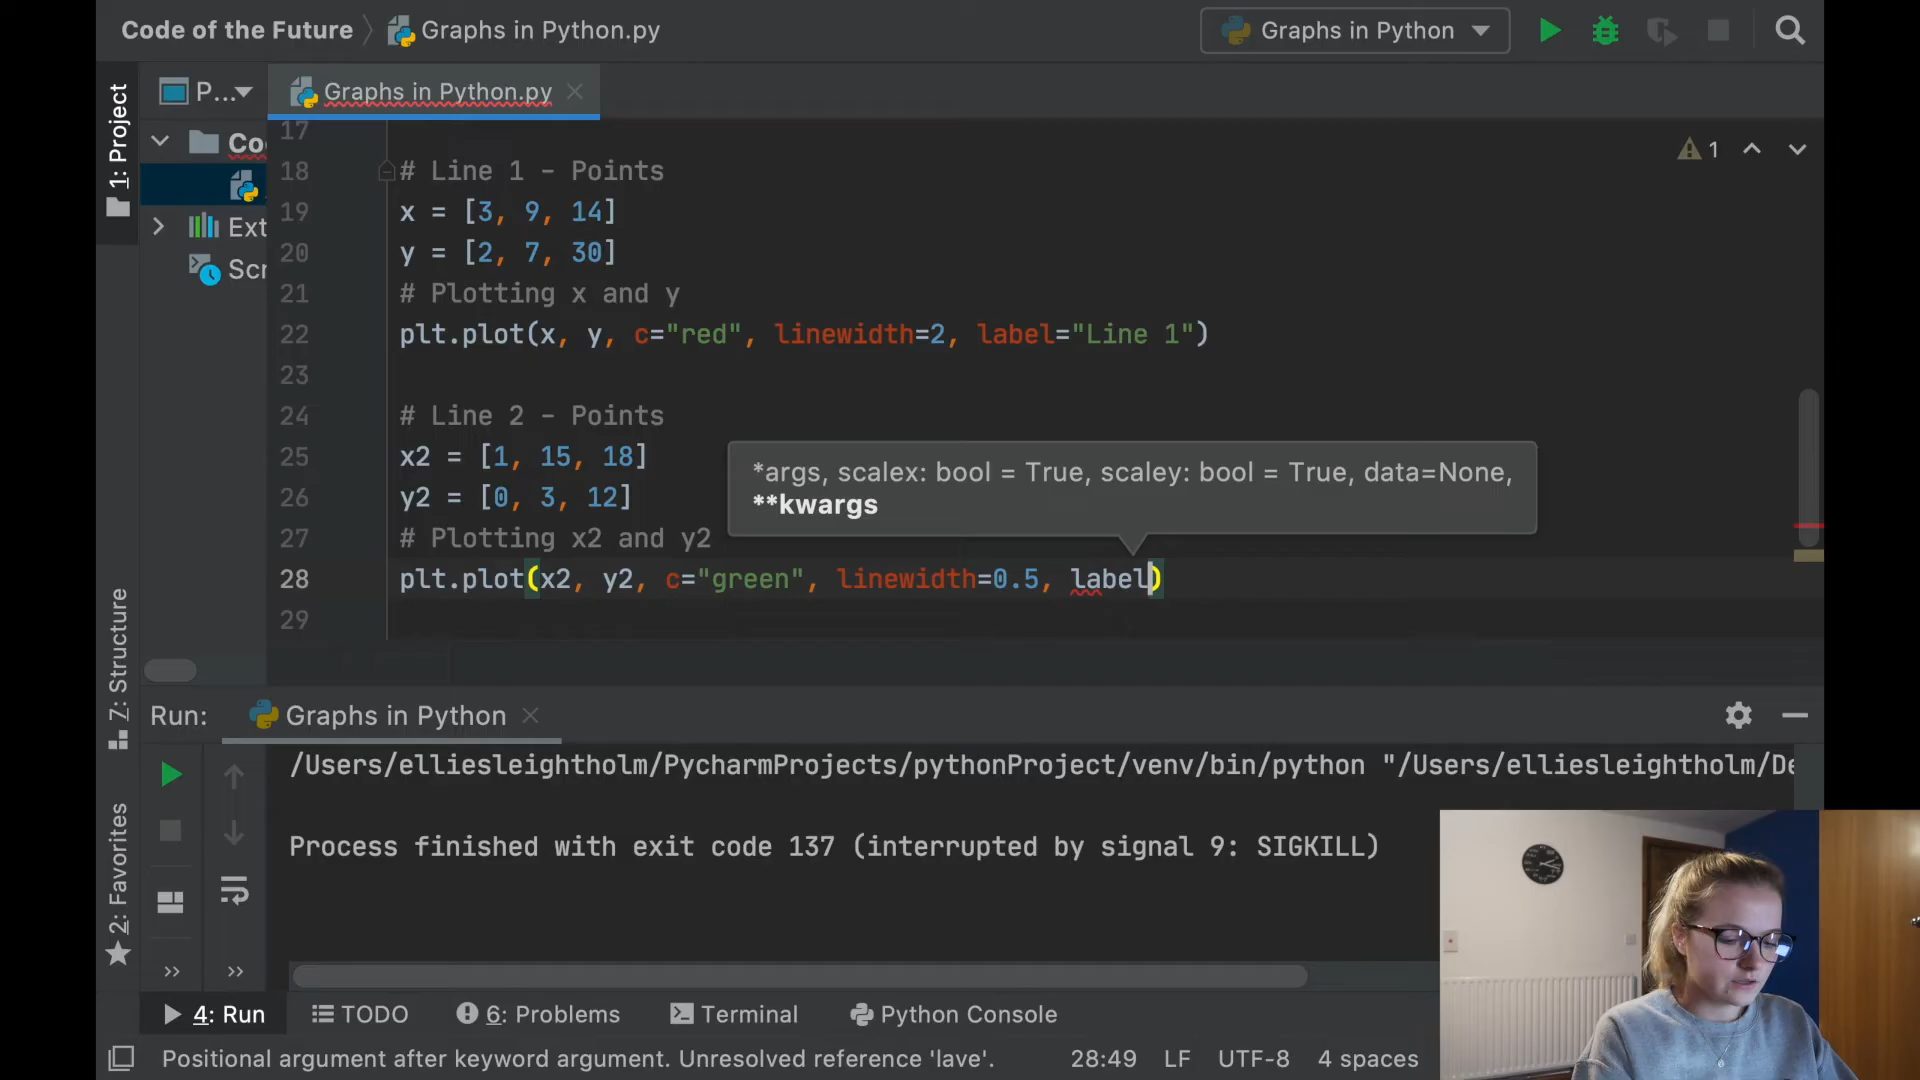 Code of the Future
Graphs in Python.py
Graphs in Python
1: Project
P...
Graphs in Python.py
Co
Ext
Scr
17
18 # Line 1 - Points
19 x = [3, 9, 14]
20 y = [2, 7, 30]
21 # Plotting x and y
22 plt.plot(x, y, c="red", linewidth=2, label="Line 1")
23
24 # Line 2 - Points
25 x2 = [1, 15, 18]
26 y2 = [0, 3, 12]
27 # Plotting x2 and y2
28 plt.plot(x2, y2, c="green", linewidth=0.5, label)
29
1
*args, scalex: bool = True, scaley: bool = True, data=None,
**kwargs
7: Structure
2: Favorites
Run: Graphs in Python
/Users/elliesleightholm/PycharmProjects/pythonProject/venv/bin/python "/Users/elliesleightholm/De
Process finished with exit code 137 (interrupted by signal 9: SIGKILL)
4: Run
TODO
6: Problems
Terminal
Python Console
Positional argument after keyword argument. Unresolved reference 'lave'.
28:49 LF UTF-8 4 spaces